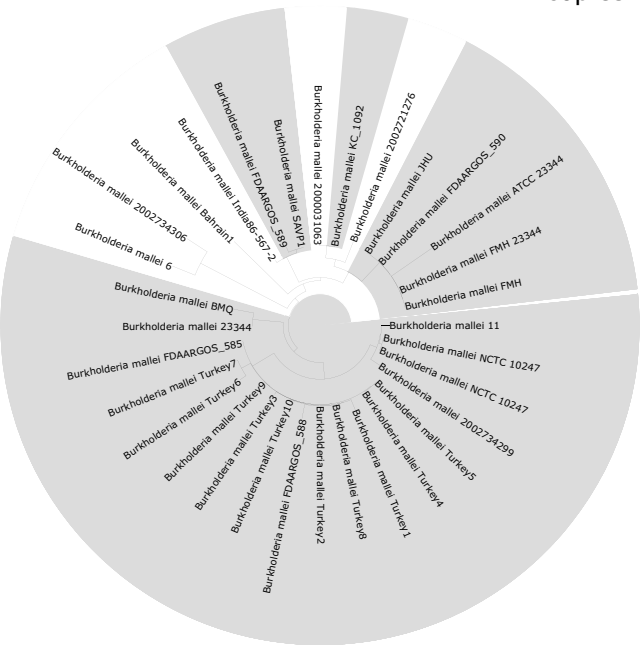 Burkholderia mallei 6
Burkholderia mallei 2002734306
Burkholderia mallei Bahrain1
Burkholderia mallei India86-567-2
Burkholderia mallei FDAARGOS_589
Burkholderia mallei SAVP1
Burkholderia mallei 2000031063
Burkholderia mallei KC_1092
Burkholderia mallei 2002721276
Burkholderia mallei JHU
Burkholderia mallei FDAARGOS_590
Burkholderia mallei ATCC 23344
Burkholderia mallei FMH 23344
Burkholderia mallei FMH
Burkholderia mallei 11
Burkholderia mallei NCTC 10247
Burkholderia mallei NCTC 10247
Burkholderia mallei 2002734299
Burkholderia mallei Turkey5
Burkholderia mallei Turkey4
Burkholderia mallei Turkey1
Burkholderia mallei Turkey8
Burkholderia mallei Turkey2
Burkholderia mallei FDAARGOS_588
Burkholderia mallei Turkey10
Burkholderia mallei Turkey3
Burkholderia mallei Turkey9
Burkholderia mallei Turkey6
Burkholderia mallei Turkey7
Burkholderia mallei FDAARGOS_585
Burkholderia mallei 23344
Burkholderia mallei BMQ